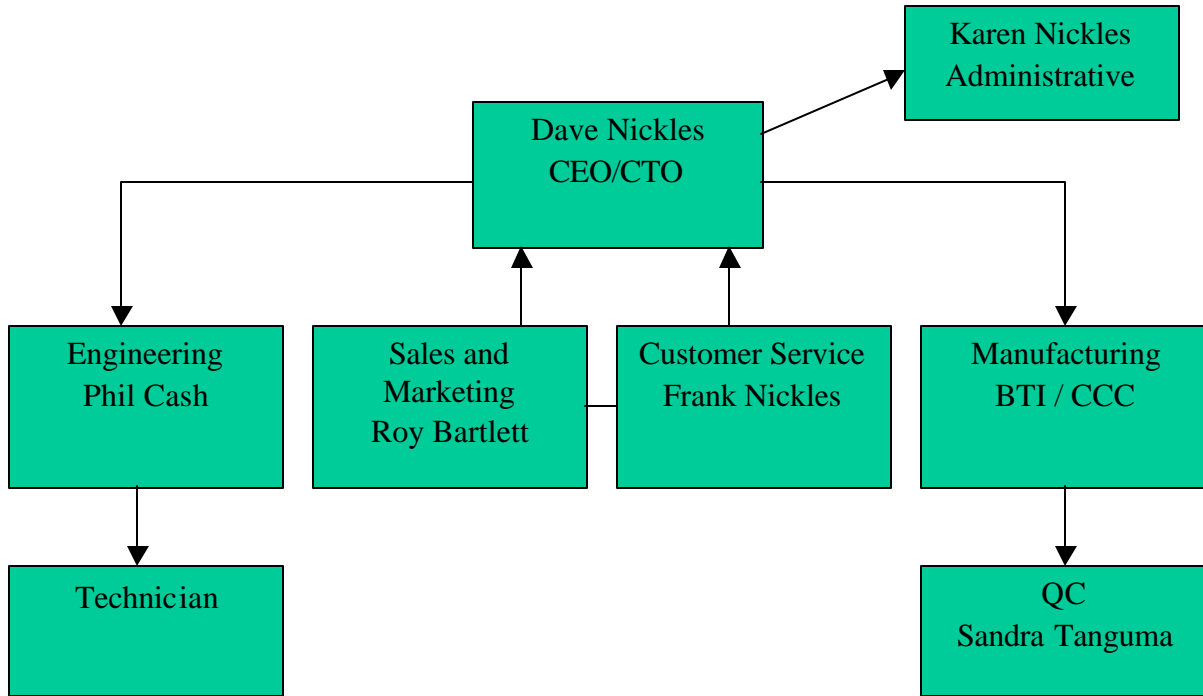 Karen Nickles
Administrative
Dave Nickles
CEO/CTO
Engineering
Phil Cash
Sales and
Marketing
Roy Bartlett
Customer Service
Frank Nickles
Manufacturing
BTI / CCC
Technician
QC
Sandra Tanguma